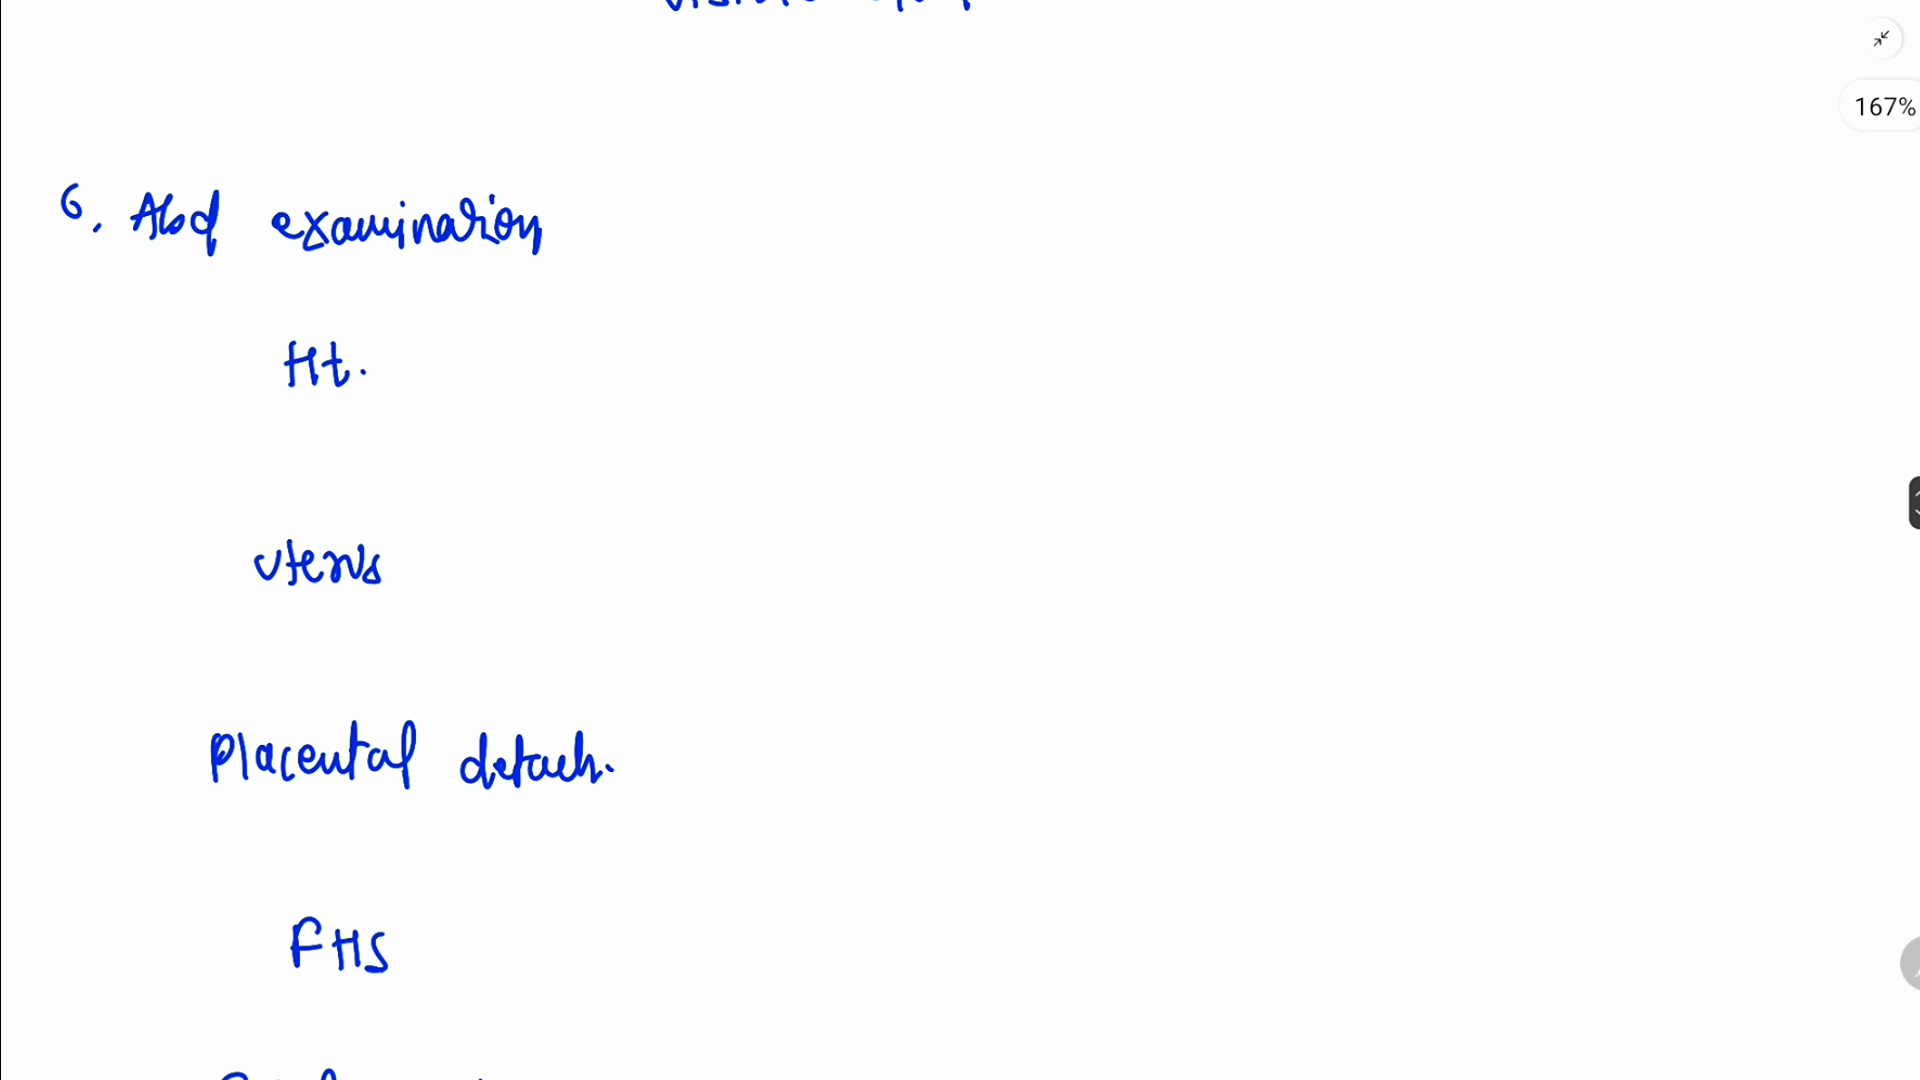 167%
6. Abd examination
Ht.
uterus
Placental detach.
FHS